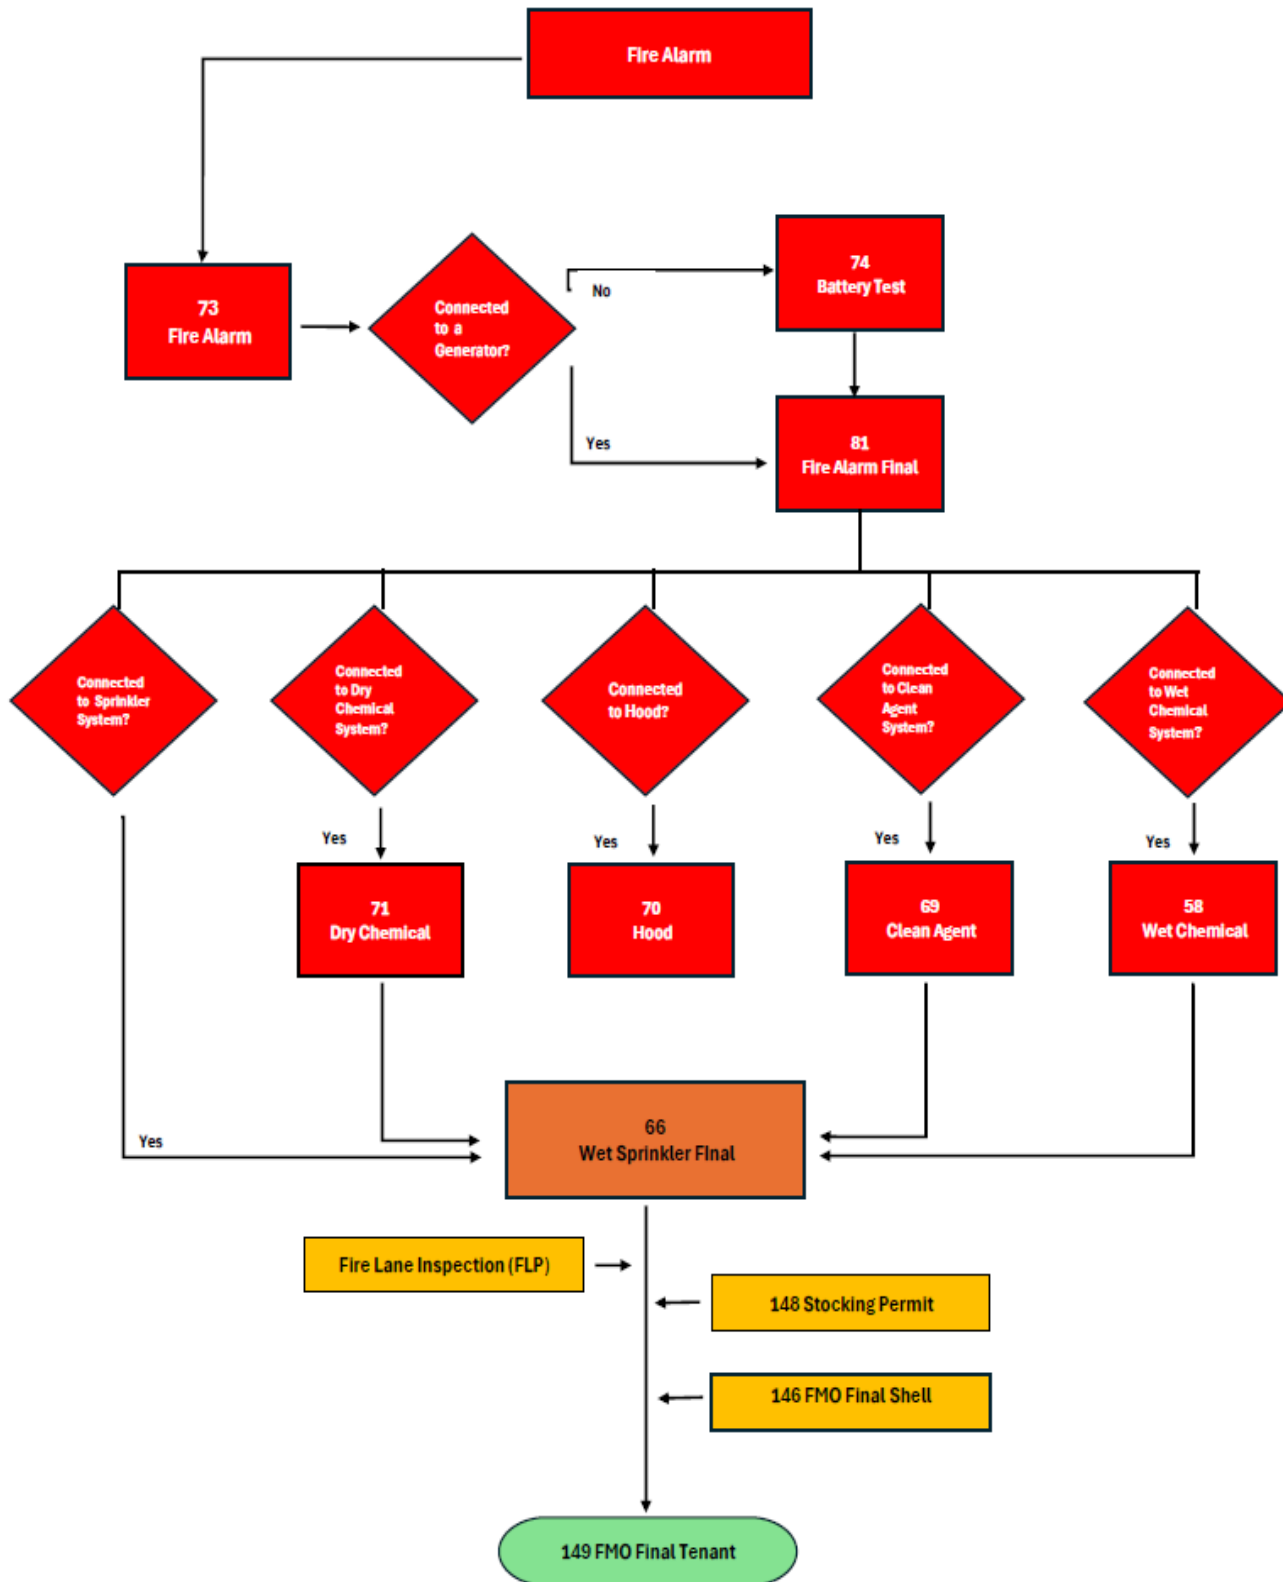 Fire Alarm
73
Fire Alarm
Connected
to a
Generator?
No
74
Battery Test
Yes
81
Fire Alarm Final
Connected
to Sprinkler
System?
Connected
to Dry
Chemical
System?
Connected
to Hood?
Connected
to Clean
Agent
System?
Connected
to Wet
Chemical
System?
Yes
Yes
Yes
Yes
71
Dry Chemical
70
Hood
69
Clean Agent
58
Wet Chemical
Yes
66
Wet Sprinkler FInal
Fire Lane Inspection (FLP)
148 Stocking Permit
146 FMO Final Shell
149 FMO Final Tenant